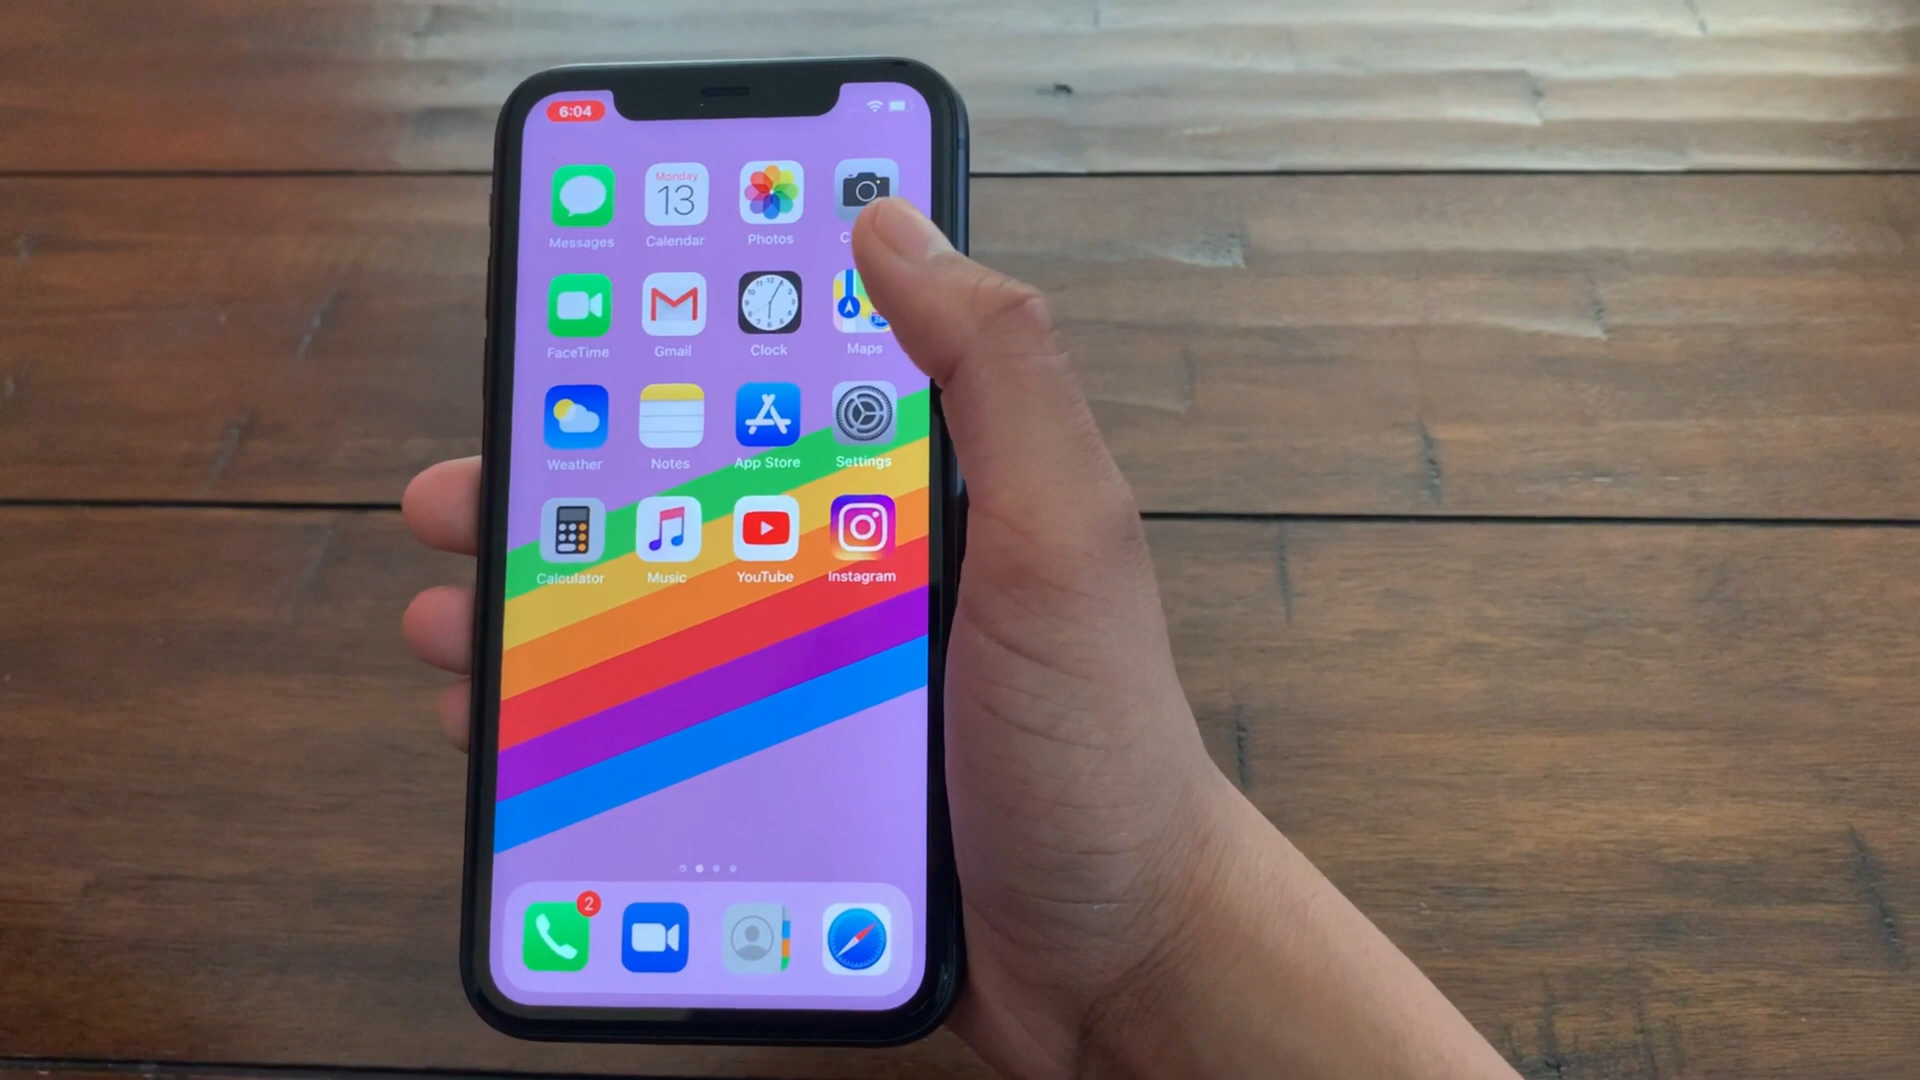 6:04
Monday
13
Messages
Calendar
Photos
FaceTime
Gmail
Clock
Maps
Weather
Notes
App Store
Settings
Calculator
Music
YouTube
Instagram
2